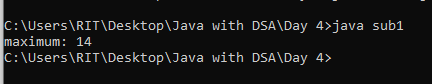 C:\Users\RIT\Desktop\Java with DSA\Day 4>java sub1
maximum: 14
C:\Users\RIT\Desktop\Java with DSA\Day 4>